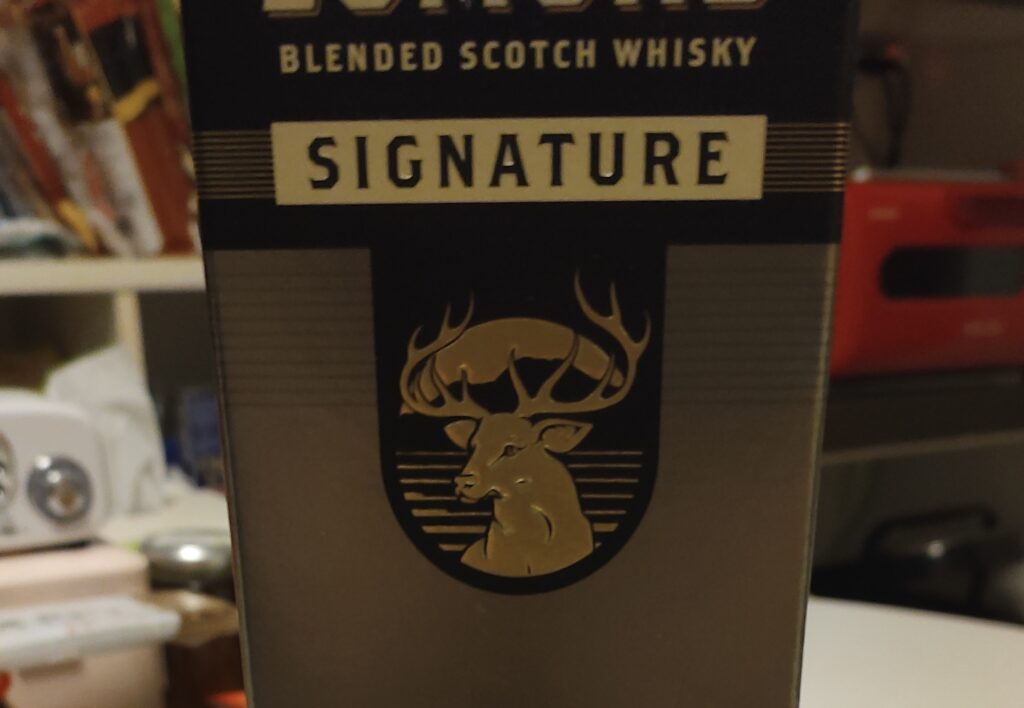 BLENDED SCOTCH WHISKY
SIGNATURE